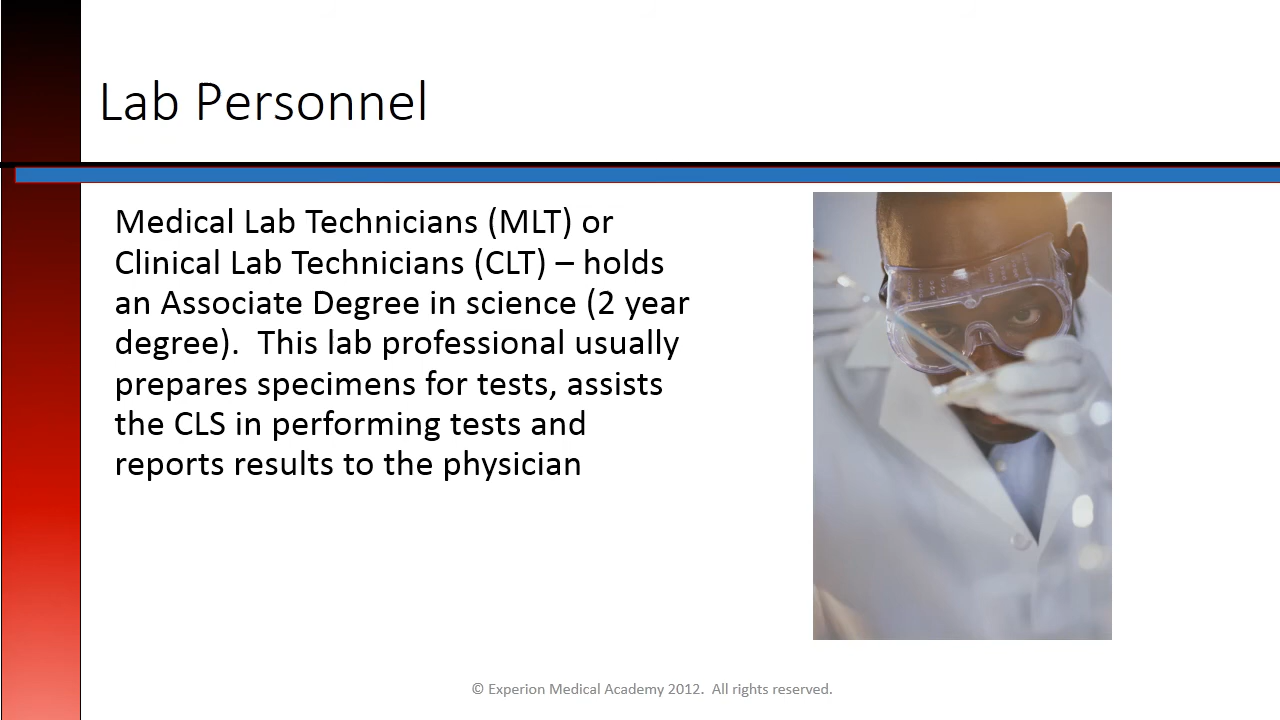 Lab Personnel
Medical Lab Technicians (MLT) or
Clinical Lab Technicians (CLT) – holds
an Associate Degree in science (2 year
degree).  This lab professional usually
prepares specimens for tests, assists
the CLS in performing tests and
reports results to the physician
© Experion Medical Academy 2012.  All rights reserved.